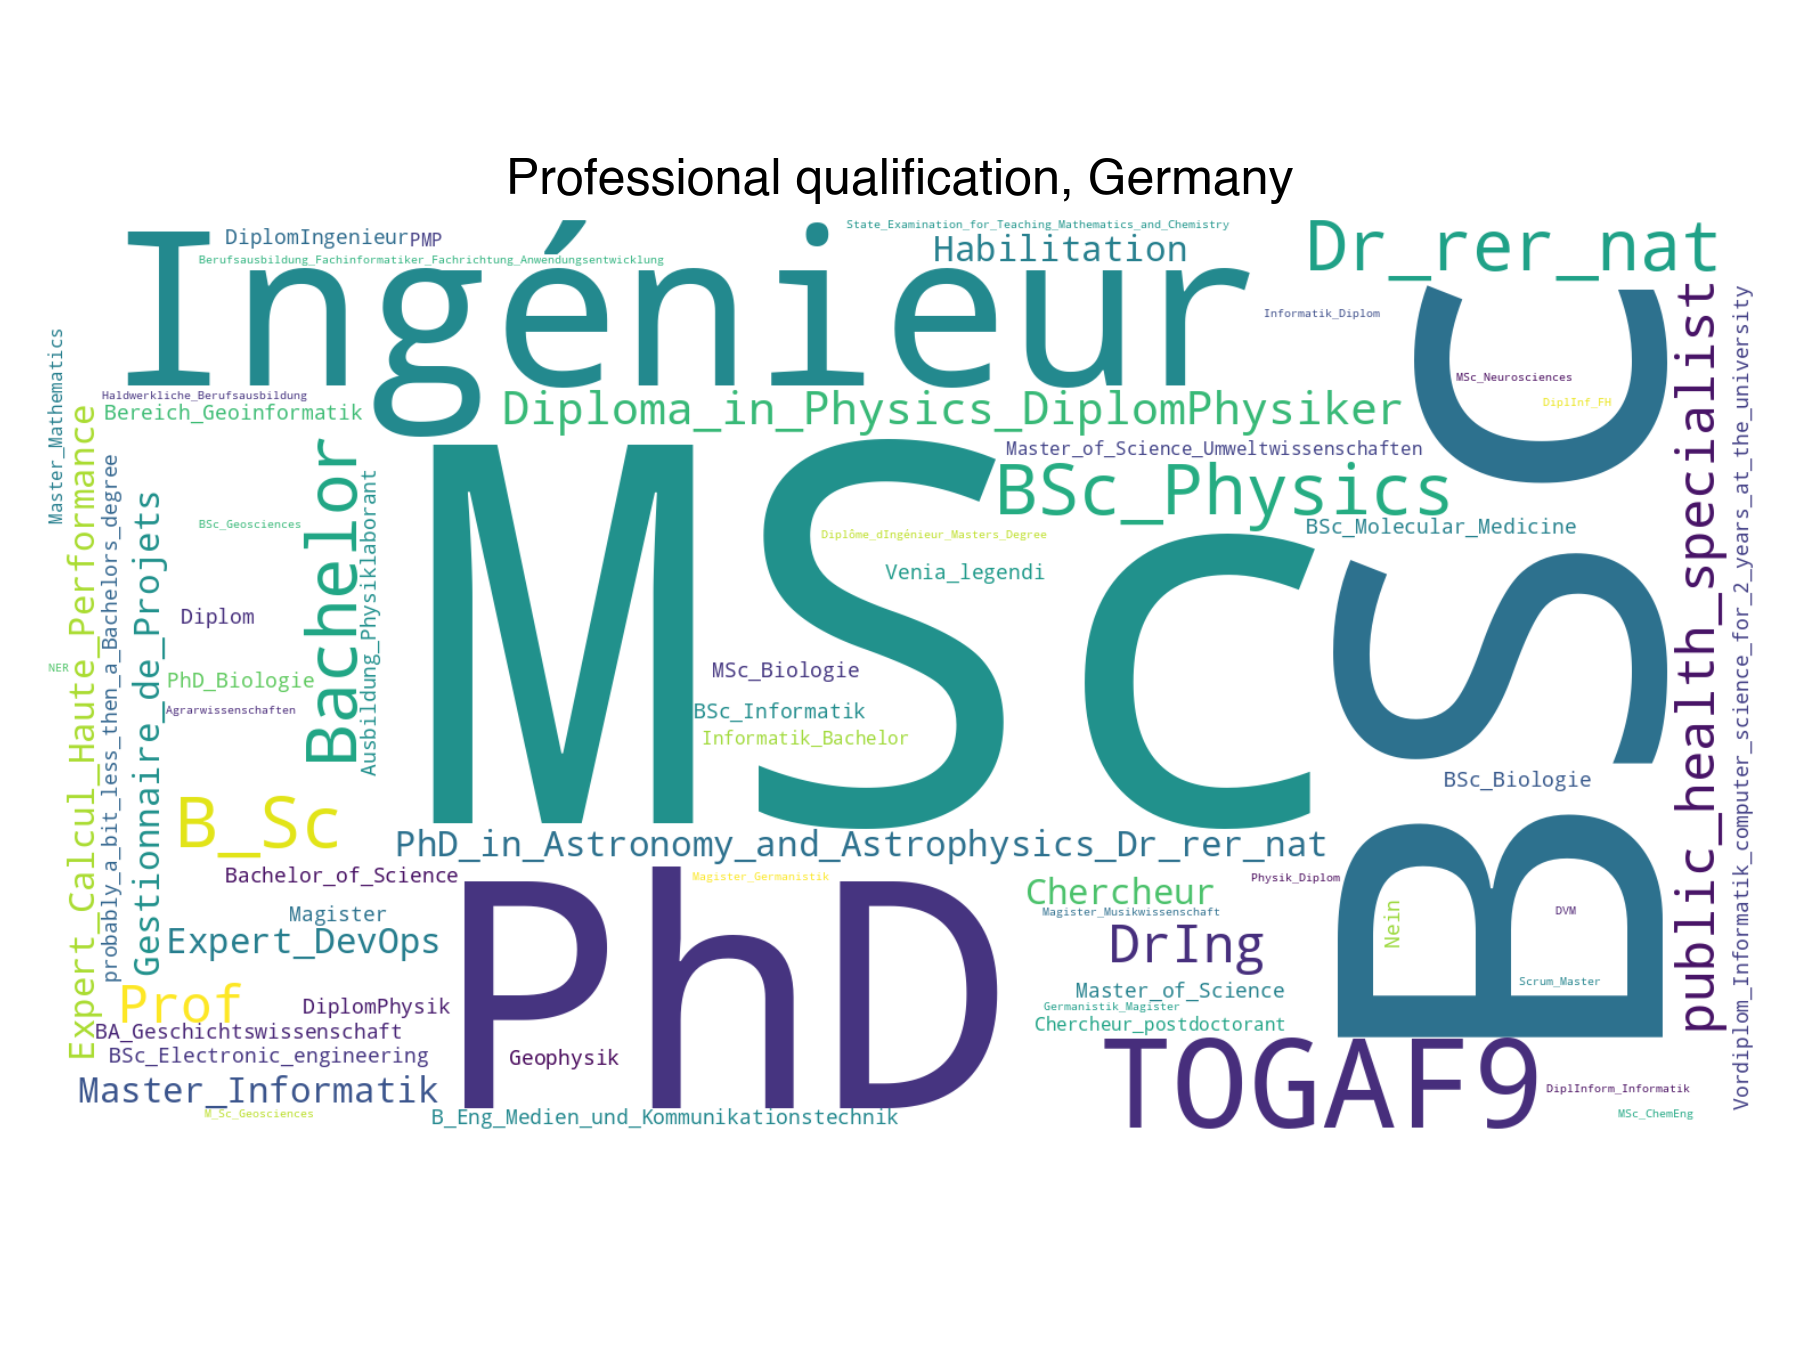 Professional qualification, Germany
Ingénieur
DiplomIngenieur
PMP
Berufsausbildung_Fachinformatiker_Fachrichtung_Anwendungsentwicklung
State_Examination_for_Teaching_Mathematics_and_Chemistry
Habilitation
Dr_rer_nat
Informatik_Diplom
MSc_Neurosciences
DiplInf_FH
Haldwerkliche_Berufsausbildung
Bereich_Geoinformatik
Diploma_in_Physics_DiplomPhysiker
Master_of_Science_Umweltwissenschaften
BSc_Physics
BSc_Molecular_Medicine
Master_Mathematics
Expert_Calcul_Haute_Performance
probably_a_bit_less_then_a_Bachelors_degree
Gestionnaire_de_Projets
BSc_Geosciences
Bachelor
Ausbildung_Physiklaborant
MSc
Diplôme_dIngénieur_Masters_Degree
Venia_legendi
BSc
public_health_specialist
Vordiplom_Informatik_computer_science_for_2_years_at_the_university
Diplom
NER
PhD_Biologie
Agrarwissenschaften
MSc_Biologie
BSc_Informatik
Informatik_Bachelor
BSc_Biologie
B_Sc
PhD_in_Astronomy_and_Astrophysics_Dr_rer_nat
Bachelor_of_Science
Magister_Germanistik
Chercheur
Physik_Diplom
Magister
Magister_Musikwissenschaft
Nein
DVM
Expert_DevOps
PhD
DrIng
Scrum_Master
Prof
DiplomPhysik
Master_of_Science
Germanistik_Magister
BA_Geschichtswissenschaft
Chercheur_postdoctorant
BSc_Electronic_engineering
Geophysik
TOGAF9
Master_Informatik
DiplInform_Informatik
M_Sc_Geosciences
B_Eng_Medien_und_Kommunikationstechnik
MSc_ChemEng